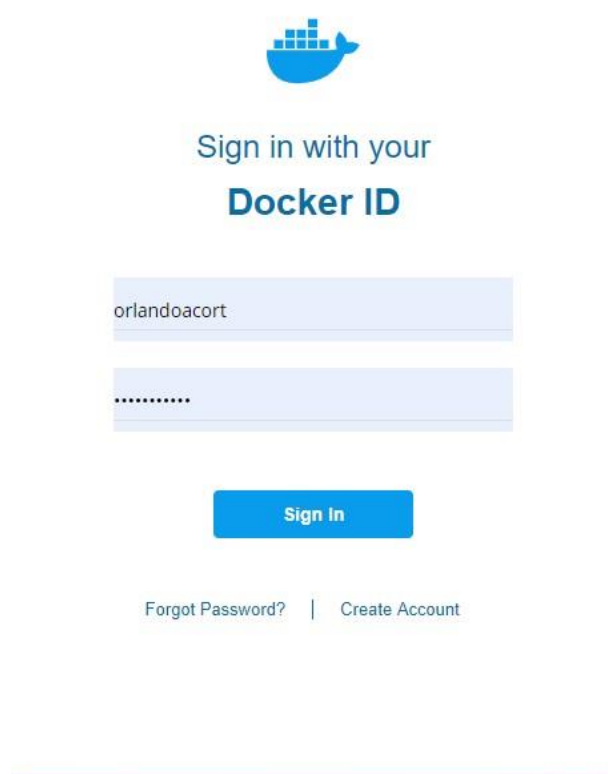 Sign in with your
Docker ID
orlandoacort
...........
Sign In
Forgot Password? | Create Account